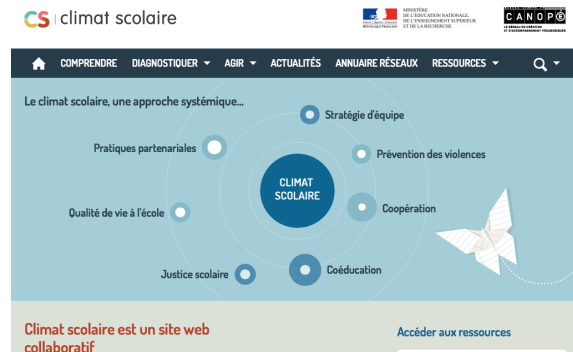 CS climat scolaire
MINISTÈRE
DE L'ÉDUCATION NATIONALE,
DE L'ENSEIGNEMENT SUPÉRIEUR
ET DE LA RECHERCHE
CANOPÉ
COMPRENDRE DIAGNOSTIQUER AGIR ACTUALITÉS ANNUAIRE RÉSEAUX RESSOURCES
Le climat scolaire, une approche systémique...
Stratégie d'équipe
Pratiques partenariales
Prévention des violences
CLIMAT
SCOLAIRE
Qualité de vie à l'école
Coopération
Justice scolaire
Coéducation
Climat scolaire est un site web
collaboratif
Accéder aux ressources